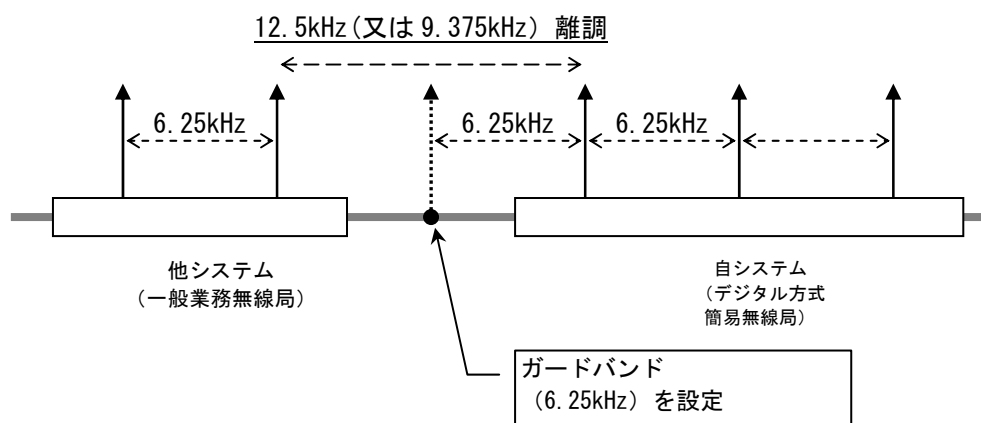 12.5kHz(又は 9.375kHz) 離調
6.25kHz
6.25kHz
6.25kHz
他システム
(一般業務無線局)
自システム
(デジタル方式
簡易無線局)
ガードバンド
(6.25kHz) を設定